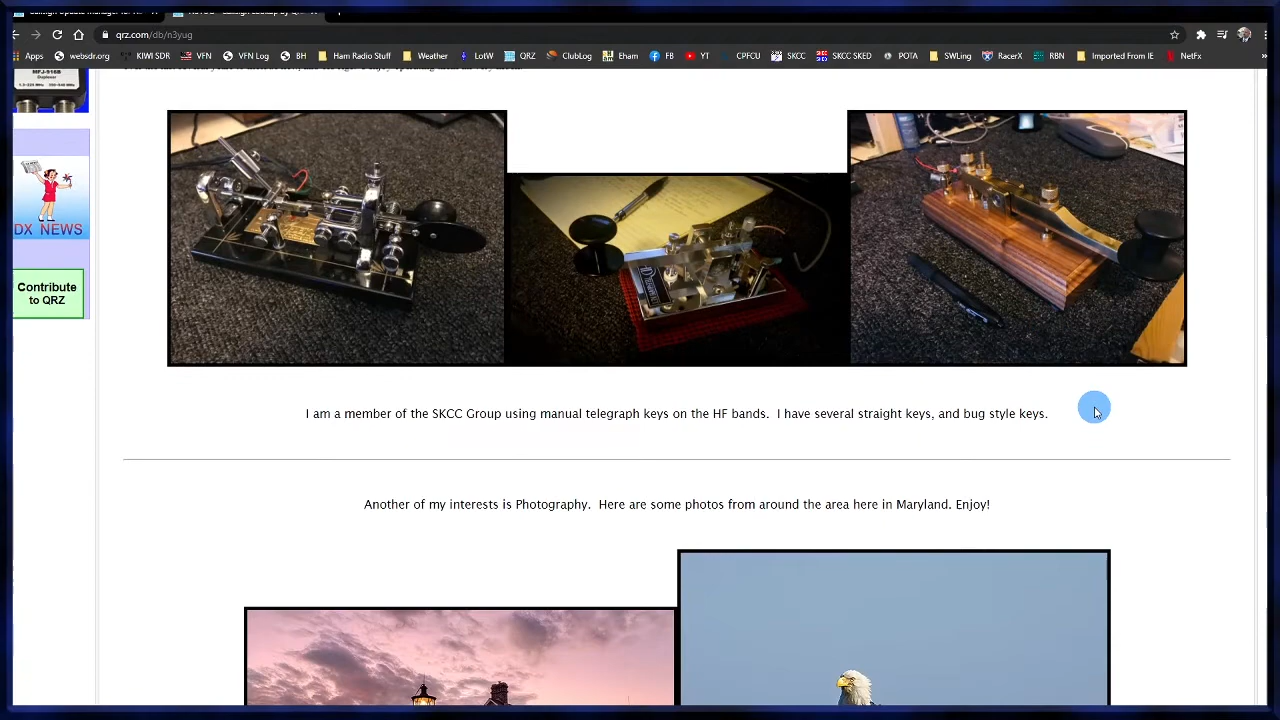 qrz.com/db/n3yug
Apps websdr.org KIWI SDR VFN VFN Log BH Ham Radio Stuff Weather LotW QRZ ClubLog Eham FB YT CPFCU SKCC SKCC SKED POTA SWLing RacerX RBN Imported From IE NetFx »
MFJ-916B
Duplexer
DX NEWS
Contribute
to QRZ
I am a member of the SKCC Group using manual telegraph keys on the HF bands. I have several straight keys, and bug style keys.
Another of my interests is Photography. Here are some photos from around the area here in Maryland. Enjoy!